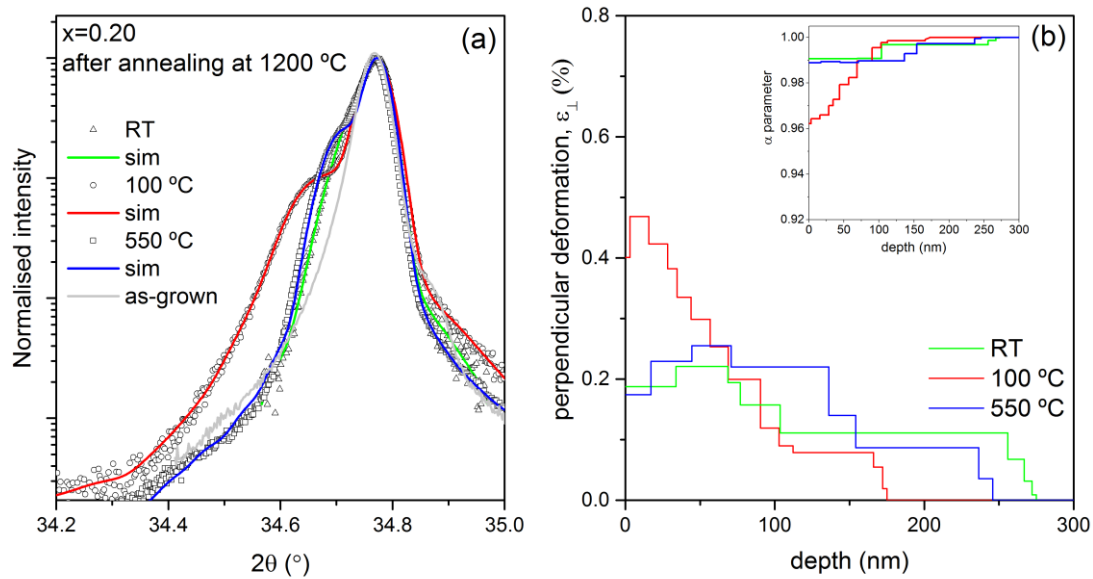 x=0.20
after annealing at 1200 ºC
(a)
RT
sim
100 ºC
sim
550 ºC
sim
as-grown
Normalised intensity
34.2 34.4 34.6 34.8 35.0
2θ (°)
(b)
perpendicular deformation, ε⊥ (%)
0.8
0.6
0.4
0.2
0.0
α parameter
1.00
0.98
0.96
0.94
0.92
0 50 100 150 200 250 300
depth (nm)
RT
100 ºC
550 ºC
0 100 200 300
depth (nm)